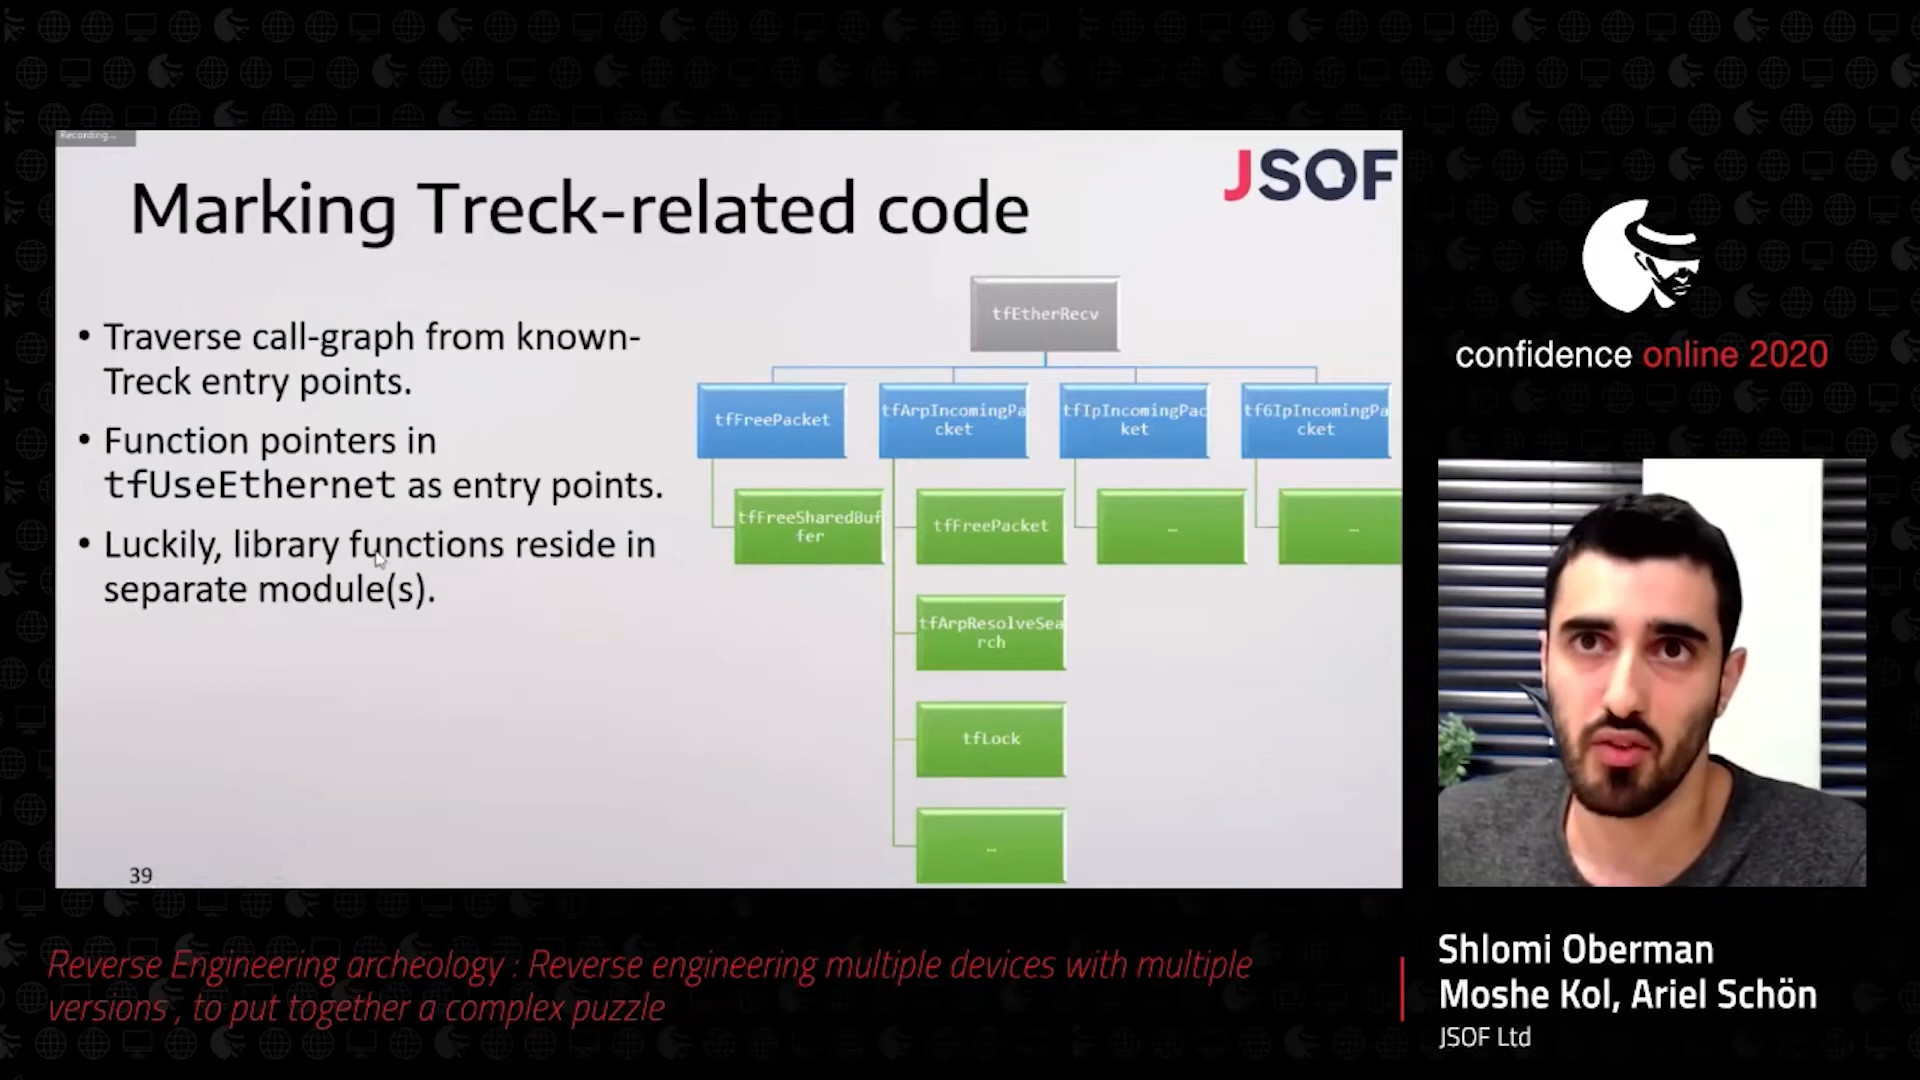 Recording...
JSOF
Marking Treck-related code
• Traverse call-graph from known-
Treck entry points.
• Function pointers in
tfUseEthernet as entry points.
• Luckily, library functions reside in
separate module(s).
tfEtherRecv
tfFreePacket
tfArpIncomingPa
cket
tfIpIncomingPac
ket
tf6IpIncomingPa
cket
tfFreeSharedBuf
fer
tfFreePacket
…
…
tfArpResolveSea
rch
tfLock
…
39
confidence online 2020
Reverse Engineering archeology : Reverse engineering multiple devices with multiple
versions , to put together a complex puzzle
Shlomi Oberman
Moshe Kol, Ariel Schön
JSOF Ltd